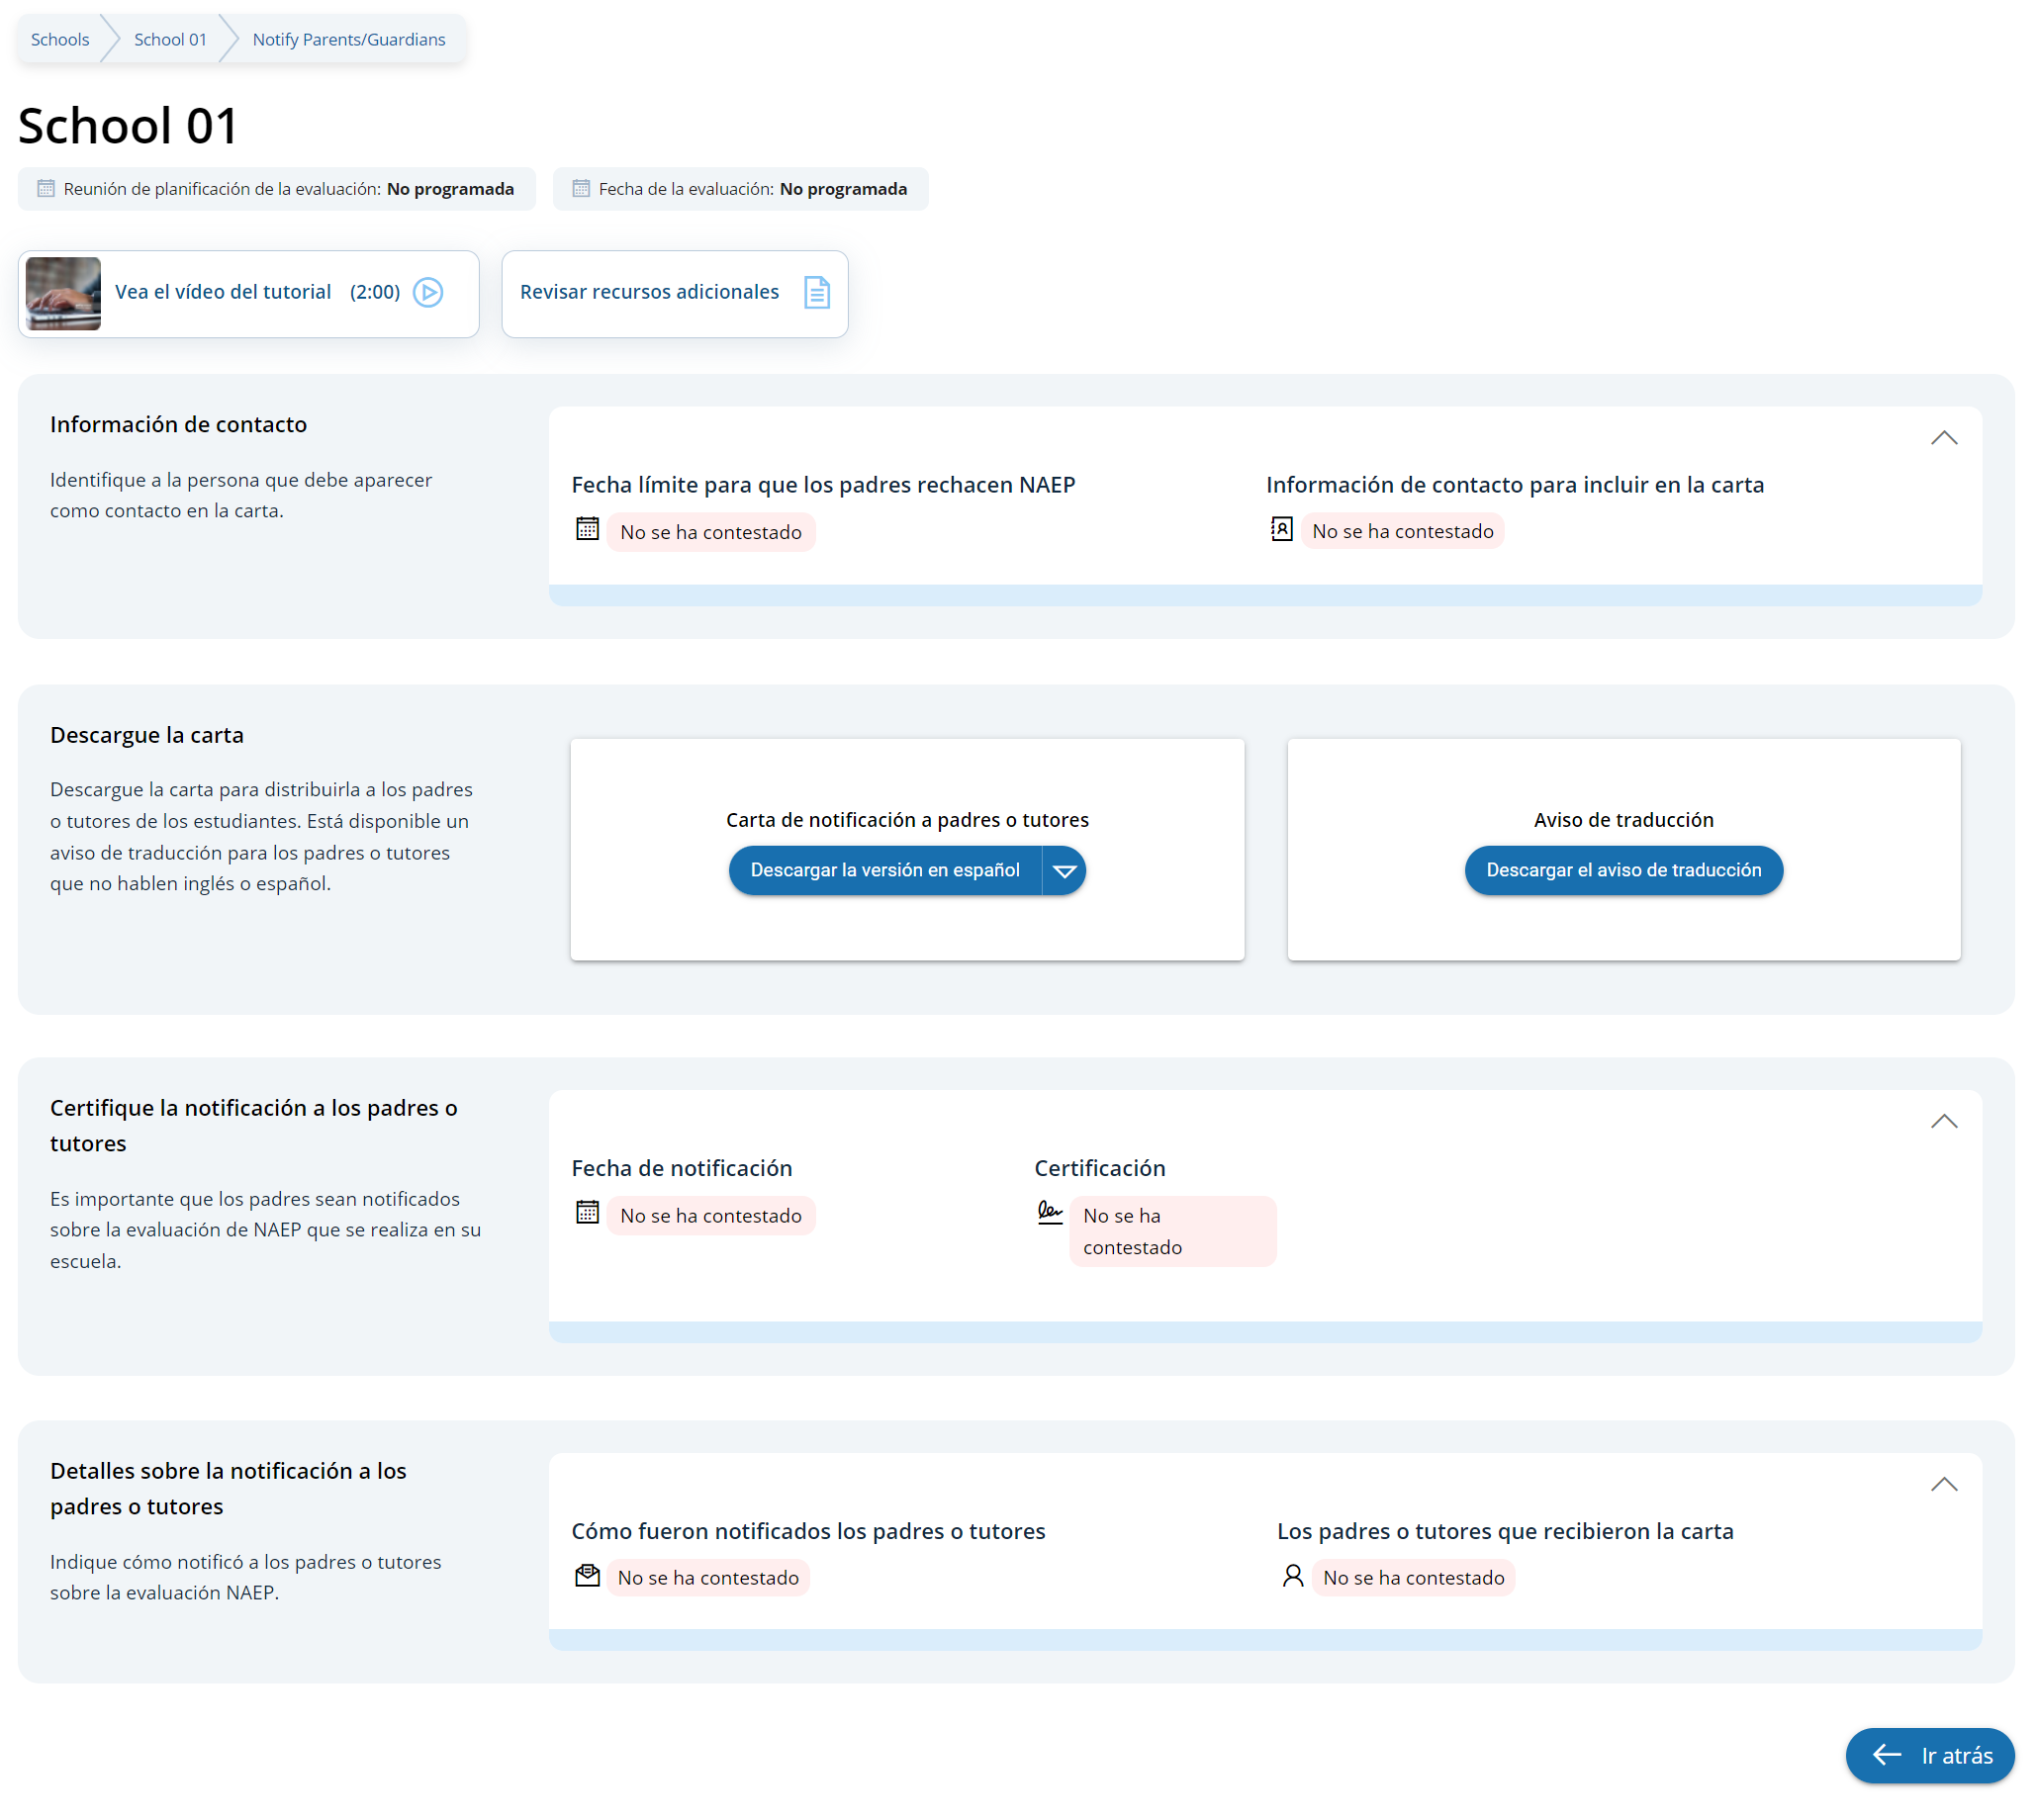 Schools
School 01
Notify Parents/Guardians
School 01
Reunión de planificación de la evaluación: No programada
Fecha de la evaluación: No programada
Vea el vídeo del tutorial (2:00)
Revisar recursos adicionales
Información de contacto
Identifique a la persona que debe aparecer
como contacto en la carta.
Fecha límite para que los padres rechacen NAEP
No se ha contestado
Información de contacto para incluir en la carta
No se ha contestado
Descargue la carta
Descargue la carta para distribuirla a los padres
o tutores de los estudiantes. Está disponible un
aviso de traducción para los padres o tutores
que no hablen inglés o español.
Carta de notificación a padres o tutores
Descargar la versión en español
Aviso de traducción
Descargar el aviso de traducción
Certifique la notificación a los padres o
tutores
Es importante que los padres sean notificados
sobre la evaluación de NAEP que se realiza en su
escuela.
Fecha de notificación
No se ha contestado
Certificación
No se ha
contestado
Detalles sobre la notificación a los
padres o tutores
Indique cómo notificó a los padres o tutores
sobre la evaluación NAEP.
Cómo fueron notificados los padres o tutores
No se ha contestado
Los padres o tutores que recibieron la carta
No se ha contestado
Ir atrás